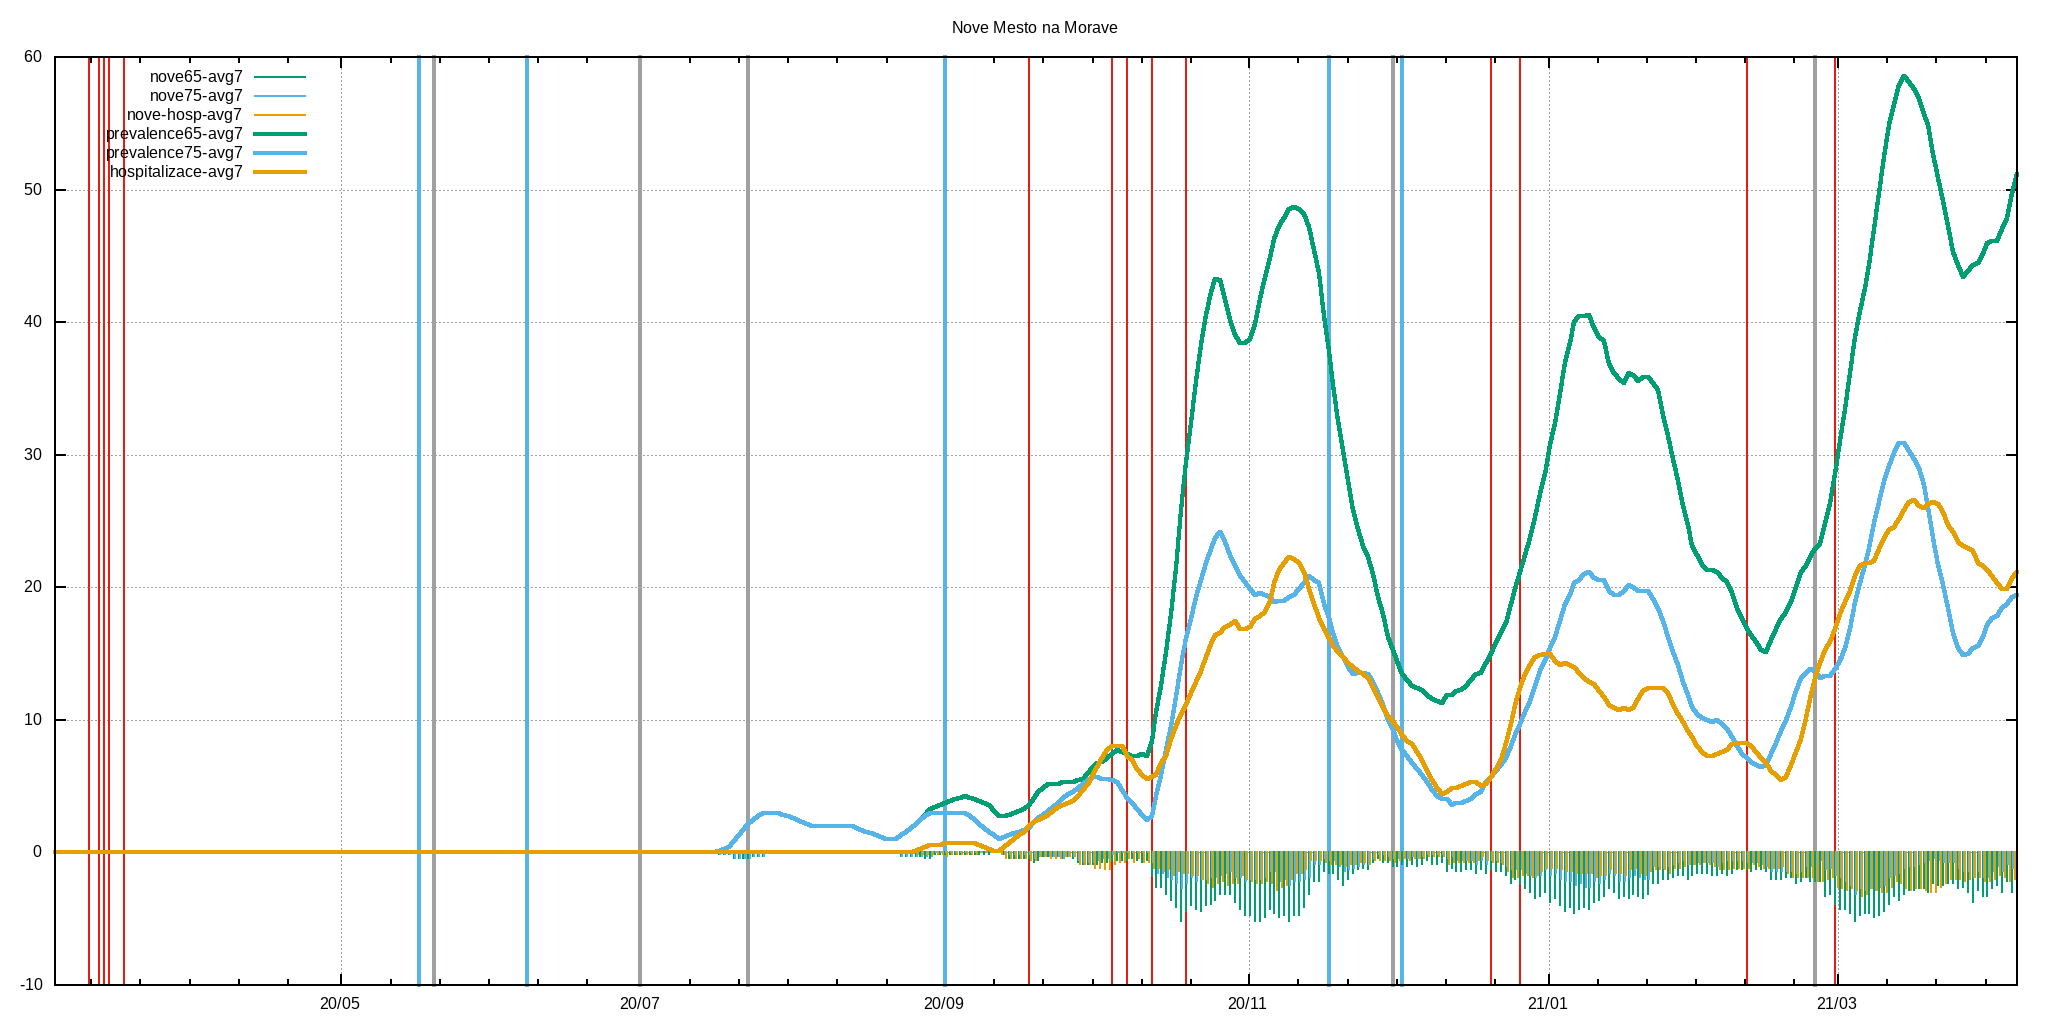 Nove Mesto na Morave
60
50
40
30
20
10
0
-10
nove65-avg7
nove75-avg7
nove-hosp-avg7
prevalence65-avg7
prevalence75-avg7
hospitalizace-avg7
20/05 20/07 20/09 20/11 21/01 21/03